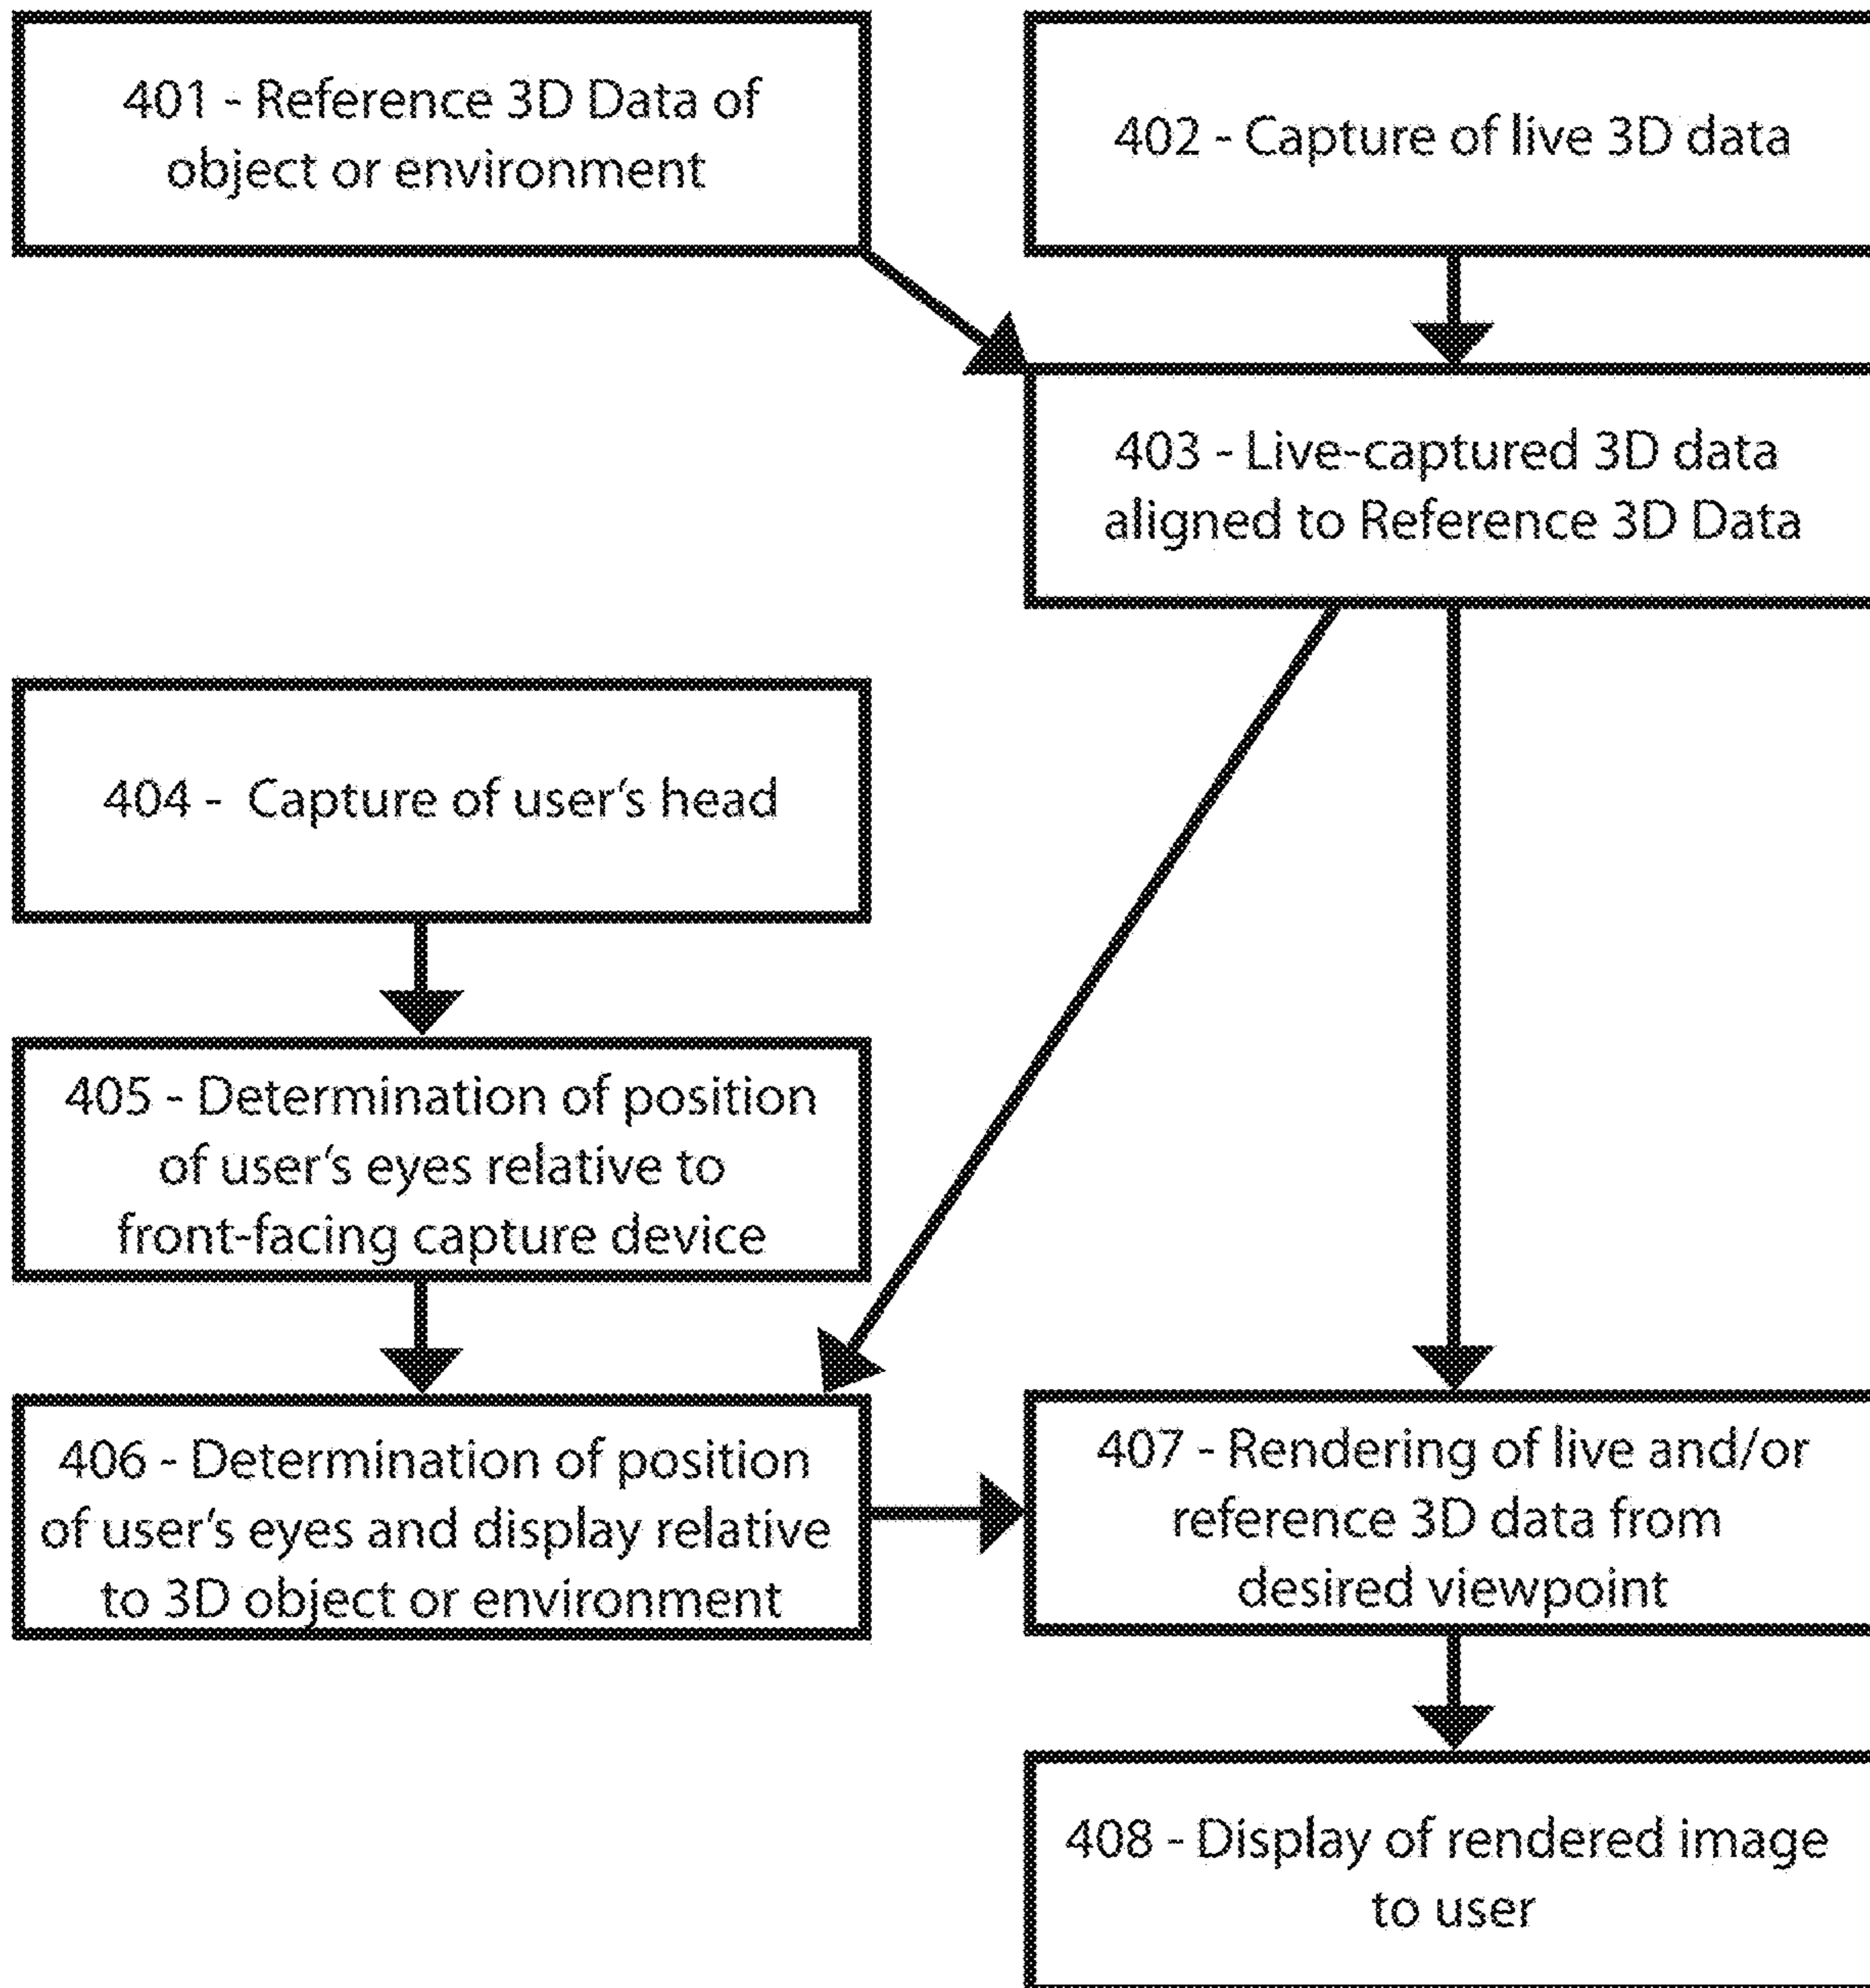 401 - Reference 3D Data of
object or environment
402 - Capture of live 3D data
403 - Live-captured 3D data
aligned to Reference 3D Data
404 - Capture of user's head
405 - Determination of position
of user's eyes relative to
front-facing capture device
406 - Determination of position
of user's eyes and display relative
to 3D object or environment
407 - Rendering of live and/or
reference 3D data from
desired viewpoint
408 - Display of rendered image
to user